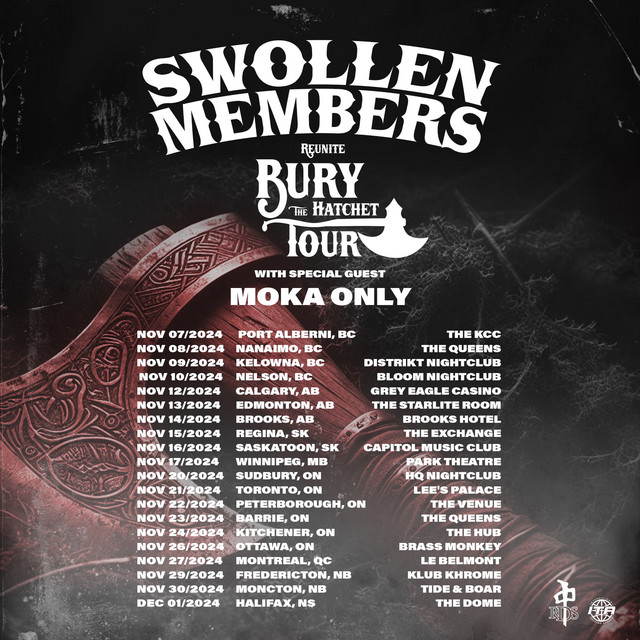 SWOLLEN
MEMBERS
REUNITE
BURY
THE HATCHET
TOUR
WITH SPECIAL GUEST
MOKA ONLY
NOV 07/2024 PORT ALBERNI, BC THE KCC
NOV 08/2024 NANAIMO, BC THE QUEENS
NOV 09/2024 KELOWNA, BC DISTRIKT NIGHTCLUB
NOV 10/2024 NELSON, BC BLOOM NIGHTCLUB
NOV 12/2024 CALGARY, AB GREY EAGLE CASINO
NOV 13/2024 EDMONTON, AB THE STARLITE ROOM
NOV 14/2024 BROOKS, AB BROOKS HOTEL
NOV 15/2024 REGINA, SK THE EXCHANGE
NOV 16/2024 SASKATOON, SK CAPITOL MUSIC CLUB
NOV 17/2024 WINNIPEG, MB PARK THEATRE
NOV 20/2024 SUDBURY, ON HQ NIGHTCLUB
NOV 21/2024 TORONTO, ON LEE'S PALACE
NOV 22/2024 PETERBOROUGH, ON THE VENUE
NOV 23/2024 BARRIE, ON THE QUEENS
NOV 24/2024 KITCHENER, ON THE HUB
NOV 26/2024 OTTAWA, ON BRASS MONKEY
NOV 27/2024 MONTREAL, QC LE BELMONT
NOV 29/2024 FREDERICTON, NB KLUB KHROME
NOV 30/2024 MONCTON, NB TIDE & BOAR
DEC 01/2024 HALIFAX, NS THE DOME
RDS